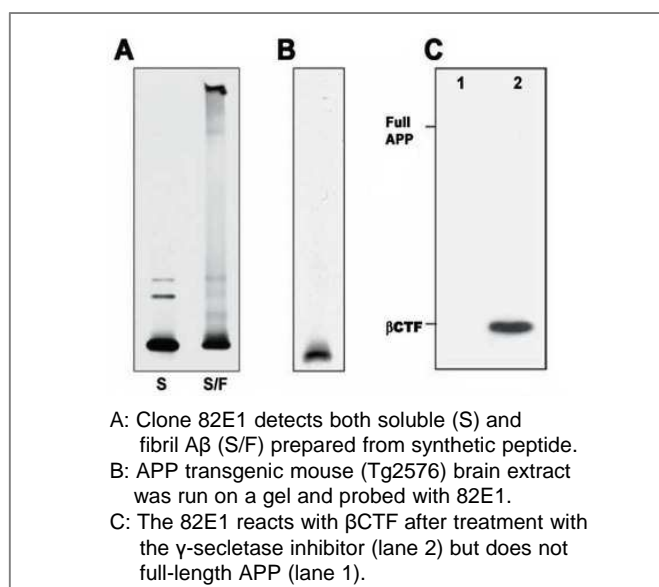 A B C
1 2
Full
APP
βCTF
S S/F
A: Clone 82E1 detects both soluble (S) and
fibril Aβ (S/F) prepared from synthetic peptide.
B: APP transgenic mouse (Tg2576) brain extract
was run on a gel and probed with 82E1.
C: The 82E1 reacts with βCTF after treatment with
the γ-secletase inhibitor (lane 2) but does not
full-length APP (lane 1).